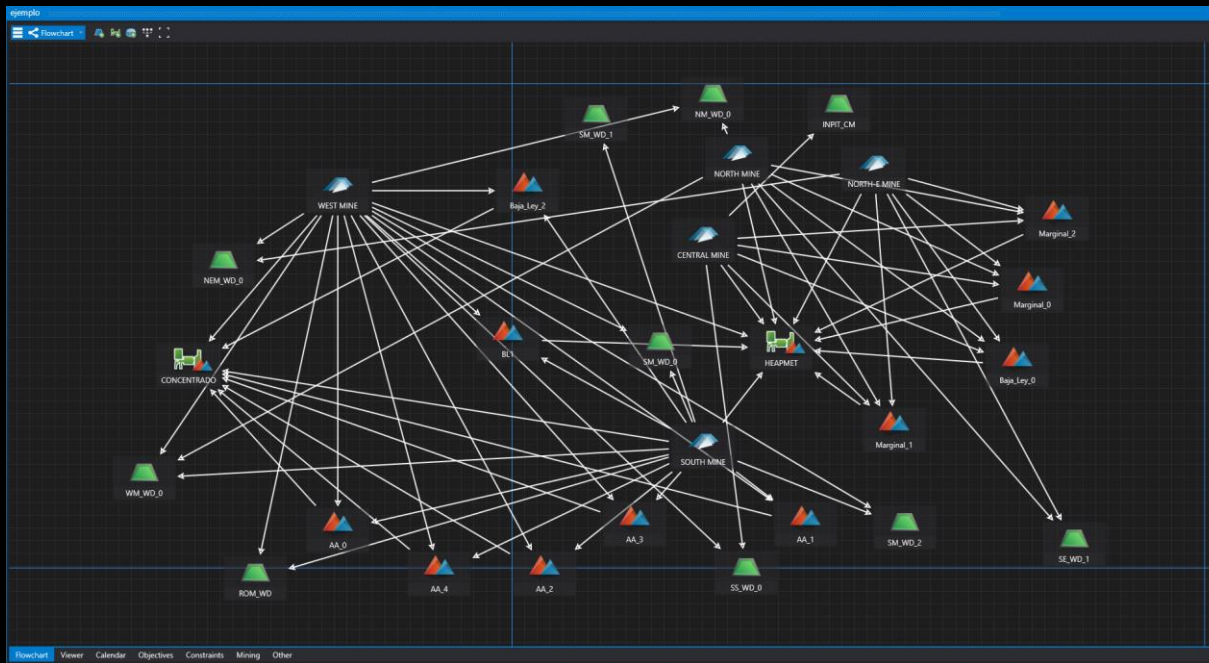 ejemplo
Flowchart
NM_WD_0
INPIT_CM
SM_WD_1
NORTH MINE
NORTH-E MINE
WEST MINE
Baja_Ley_2
Marginal_2
CENTRAL MINE
NEM_WD_0
Marginal_0
BL1
SM_WD_0
HEAPMET
CONCENTRADO
Baja_Ley_0
Marginal_1
SOUTH MINE
WM_WD_0
AA_0
AA_3
AA_1
SM_WD_2
SE_WD_1
ROM_WD
AA_4
AA_2
SS_WD_0
Flowchart Viewer Calendar Objectives Constraints Mining Other